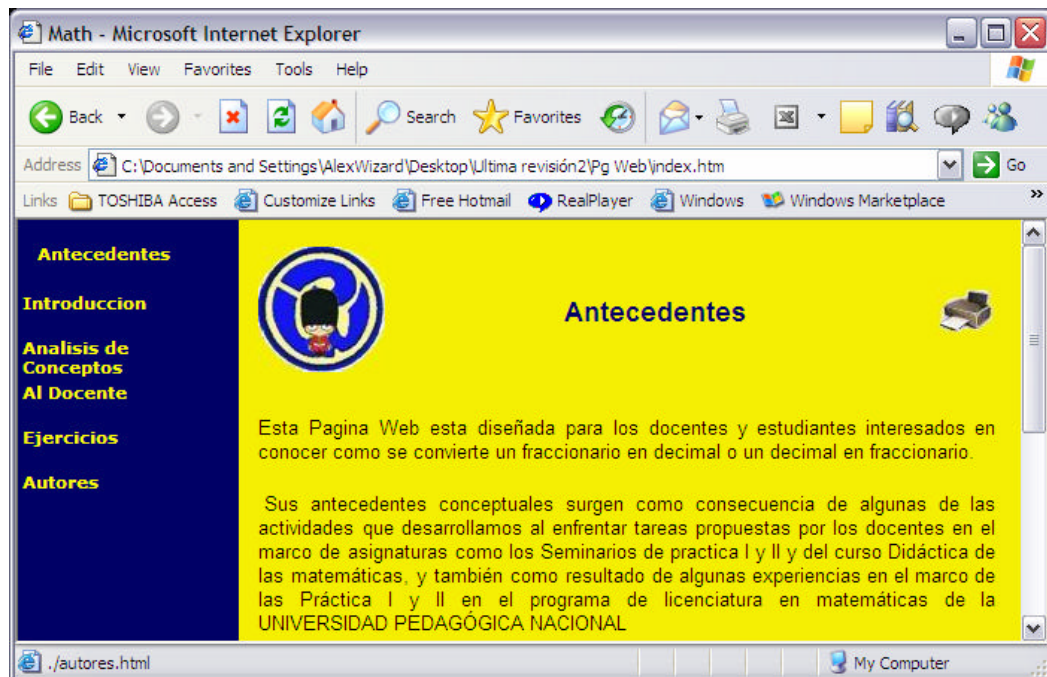 Math - Microsoft Internet Explorer
File Edit View Favorites Tools Help
Back Search Favorites
Address C:\Documents and Settings\AlexWizard\Desktop\Ultima revisión2\Pg Web\index.htm Go
Links TOSHIBA Access Customize Links Free Hotmail RealPlayer Windows Windows Marketplace »
Antecedentes
Introduccion
Analisis de
Conceptos
Al Docente
Ejercicios
Autores
Antecedentes
Esta Pagina Web esta diseñada para los docentes y estudiantes interesados en
conocer como se convierte un fraccionario en decimal o un decimal en fraccionario.
Sus antecedentes conceptuales surgen como consecuencia de algunas de las
actividades que desarrollamos al enfrentar tareas propuestas por los docentes en el
marco de asignaturas como los Seminarios de practica I y II y del curso Didáctica de
las matemáticas, y también como resultado de algunas experiencias en el marco de
las Práctica I y II en el programa de licenciatura en matemáticas de la
UNIVERSIDAD PEDAGÓGICA NACIONAL
./autores.html My Computer